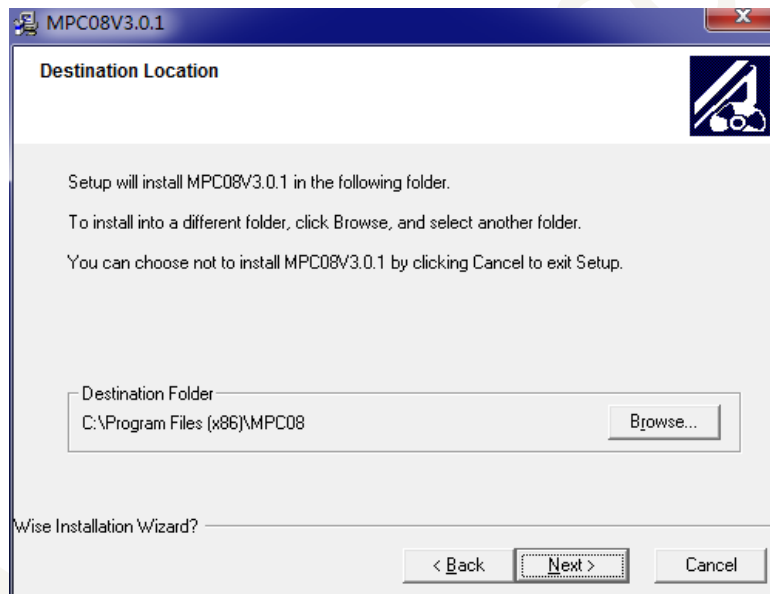 MPC08V3.0.1
Destination Location
Setup will install MPC08V3.0.1 in the following folder.
To install into a different folder, click Browse, and select another folder.
You can choose not to install MPC08V3.0.1 by clicking Cancel to exit Setup.
Destination Folder
C:\Program Files (x86)\MPC08
Browse...
Wise Installation Wizard?
< Back
Next >
Cancel